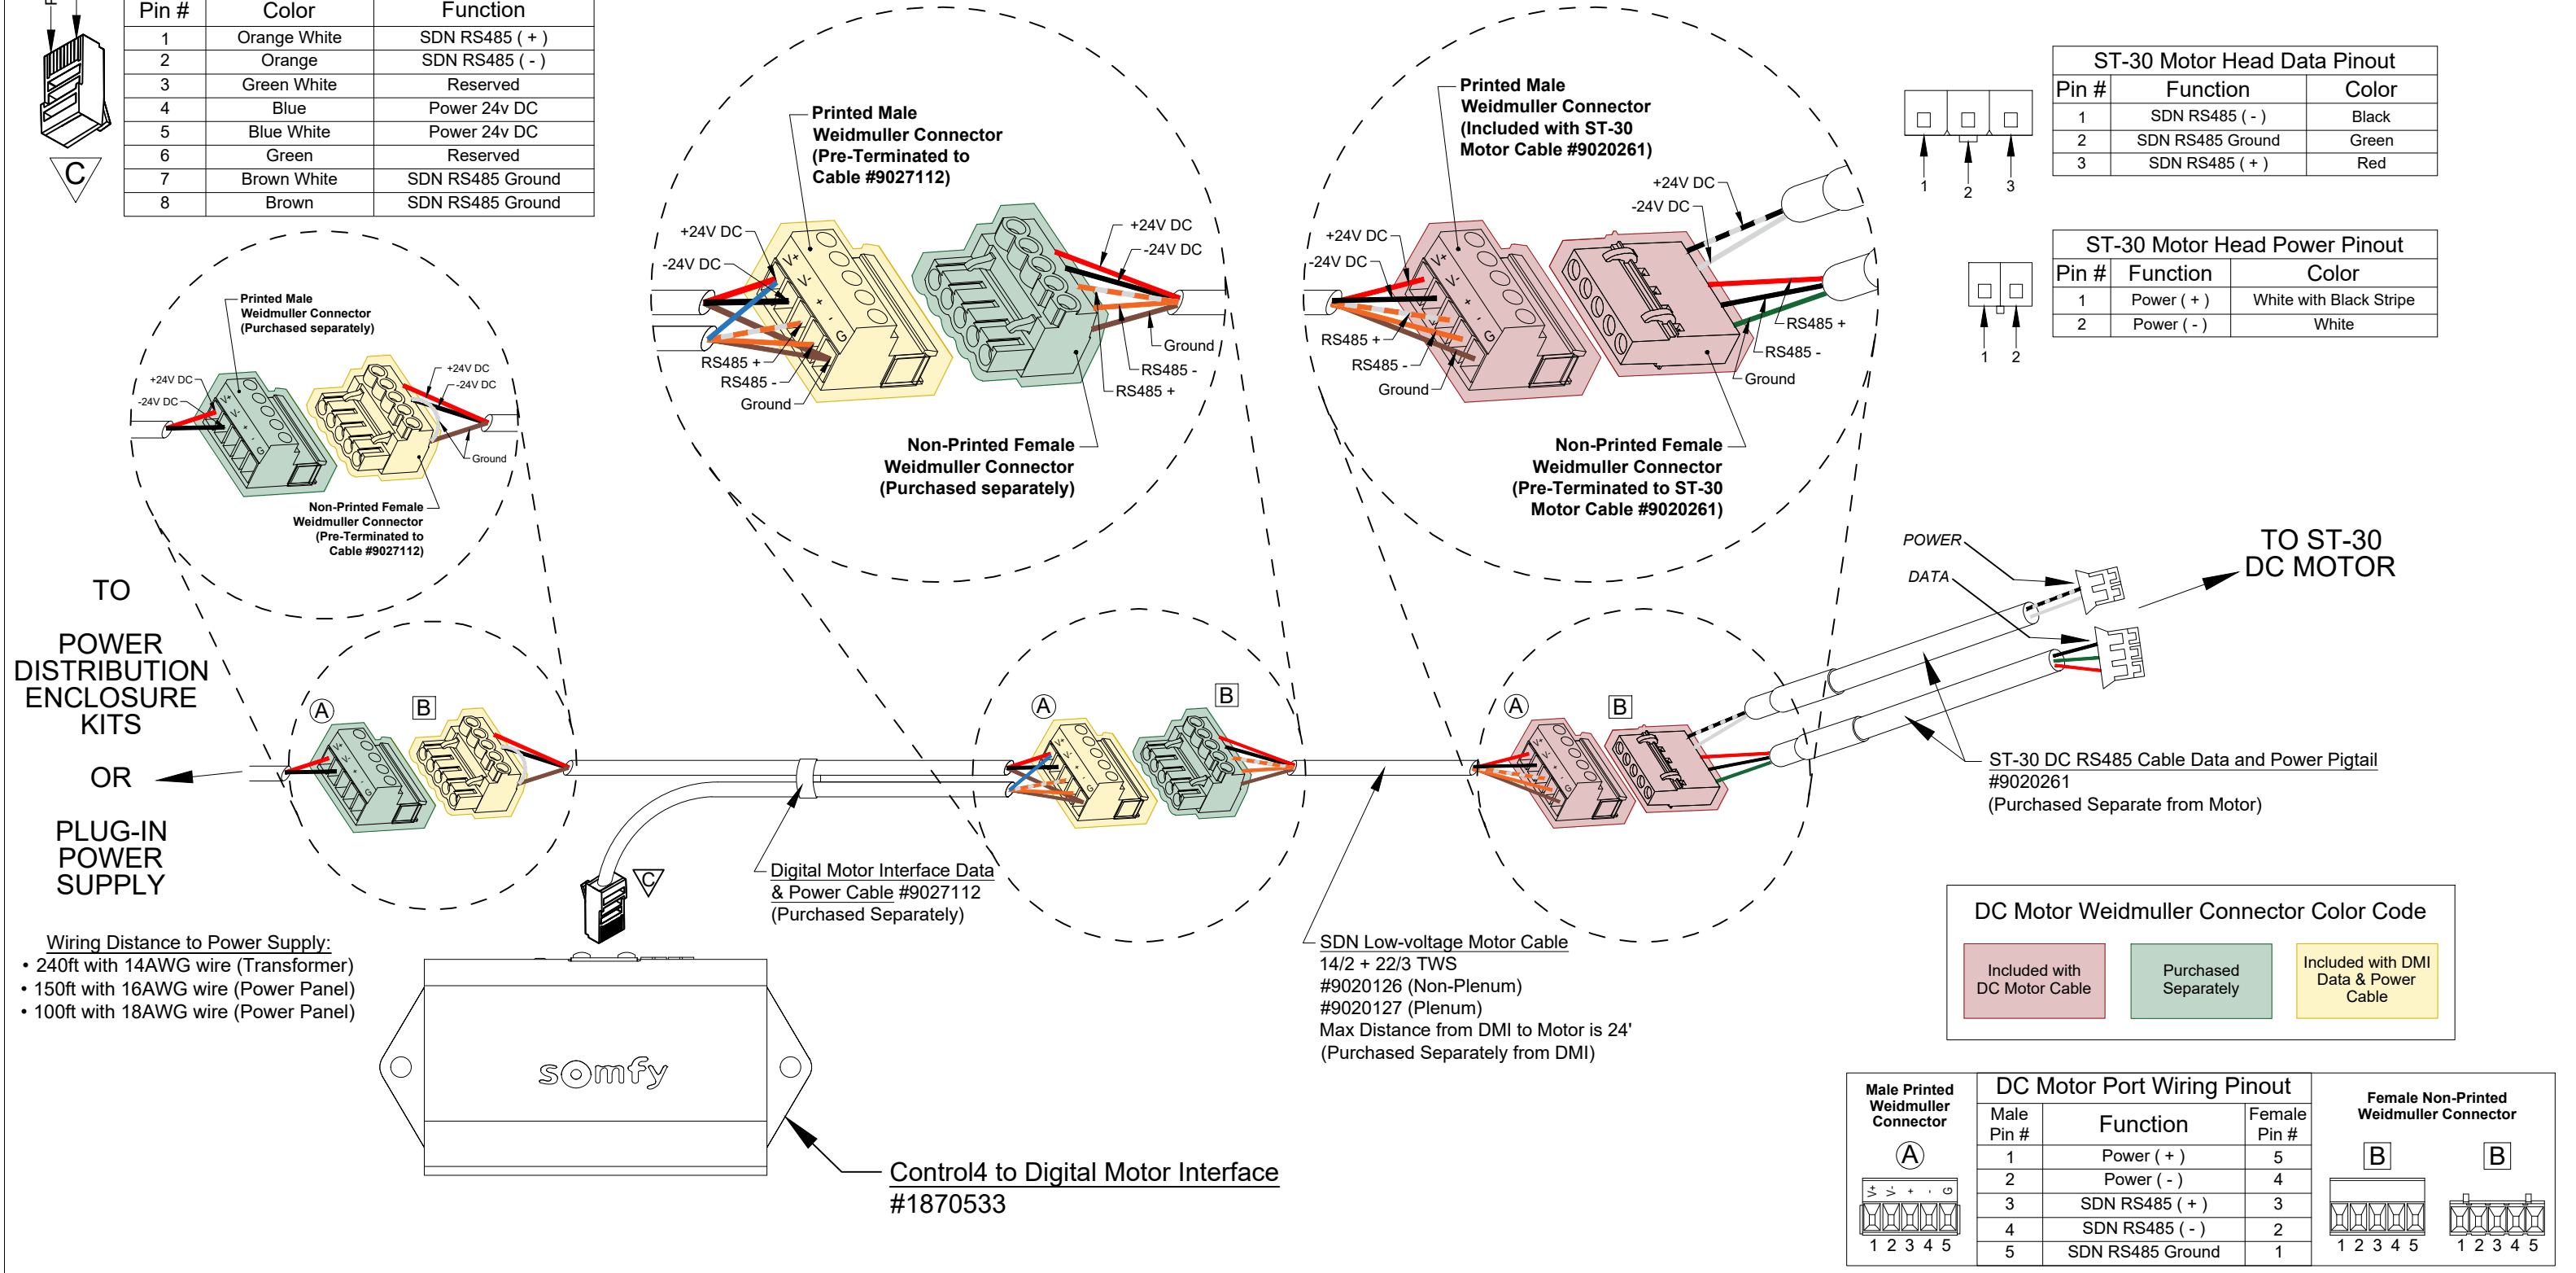 Pin # Color Function
1 Orange White SDN RS485 ( + )
2 Orange SDN RS485 ( - )
3 Green White Reserved
4 Blue Power 24v DC
5 Blue White Power 24v DC
6 Green Reserved
7 Brown White SDN RS485 Ground
8 Brown SDN RS485 Ground
C
Printed Male
Weidmuller Connector
(Purchased separately)
+24V DC
-24V DC
V+
V-
+
-
G
+24V DC
-24V DC
Ground
Non-Printed Female
Weidmuller Connector
(Pre-Terminated to
Cable #9027112)
Printed Male
Weidmuller Connector
(Pre-Terminated to
Cable #9027112)
+24V DC
-24V DC
V+
V-
+
-
G
RS485 +
RS485 -
Ground
+24V DC
-24V DC
Ground
RS485 -
RS485 +
Non-Printed Female
Weidmuller Connector
(Purchased separately)
Printed Male
Weidmuller Connector
(Included with ST-30
Motor Cable #9020261)
+24V DC
-24V DC
V+
V-
+
-
G
RS485 +
RS485 -
Ground
+24V DC
-24V DC
RS485 +
RS485 -
Ground
Non-Printed Female
Weidmuller Connector
(Pre-Terminated to ST-30
Motor Cable #9020261)
1 2 3
ST-30 Motor Head Data Pinout
Pin # Function Color
1 SDN RS485 ( - ) Black
2 SDN RS485 Ground Green
3 SDN RS485 ( + ) Red
1 2
ST-30 Motor Head Power Pinout
Pin # Function Color
1 Power ( + ) White with Black Stripe
2 Power ( - ) White
TO
POWER
DISTRIBUTION
ENCLOSURE
KITS
OR
PLUG-IN
POWER
SUPPLY
Wiring Distance to Power Supply:
• 240ft with 14AWG wire (Transformer)
• 150ft with 16AWG wire (Power Panel)
• 100ft with 18AWG wire (Power Panel)
A
V+
V-
+
-
G
B
C
Digital Motor Interface Data
& Power Cable #9027112
(Purchased Separately)
A
V+
V-
+
-
G
B
SDN Low-voltage Motor Cable
14/2 + 22/3 TWS
#9020126 (Non-Plenum)
#9020127 (Plenum)
Max Distance from DMI to Motor is 24'
(Purchased Separately from DMI)
A
V+
V-
+
-
G
B
POWER
DATA
TO ST-30
DC MOTOR
ST-30 DC RS485 Cable Data and Power Pigtail
#9020261
(Purchased Separate from Motor)
somfy
Control4 to Digital Motor Interface
#1870533
DC Motor Weidmuller Connector Color Code
Included with
DC Motor Cable
Purchased
Separately
Included with DMI
Data & Power
Cable
Male Printed
Weidmuller
Connector
A
V+ V- + - G
1 2 3 4 5
DC Motor Port Wiring Pinout
Male Pin # Function Female Pin #
1 Power ( + ) 5
2 Power ( - ) 4
3 SDN RS485 ( + ) 3
4 SDN RS485 ( - ) 2
5 SDN RS485 Ground 1
Female Non-Printed
Weidmuller Connector
B B
1 2 3 4 5 1 2 3 4 5